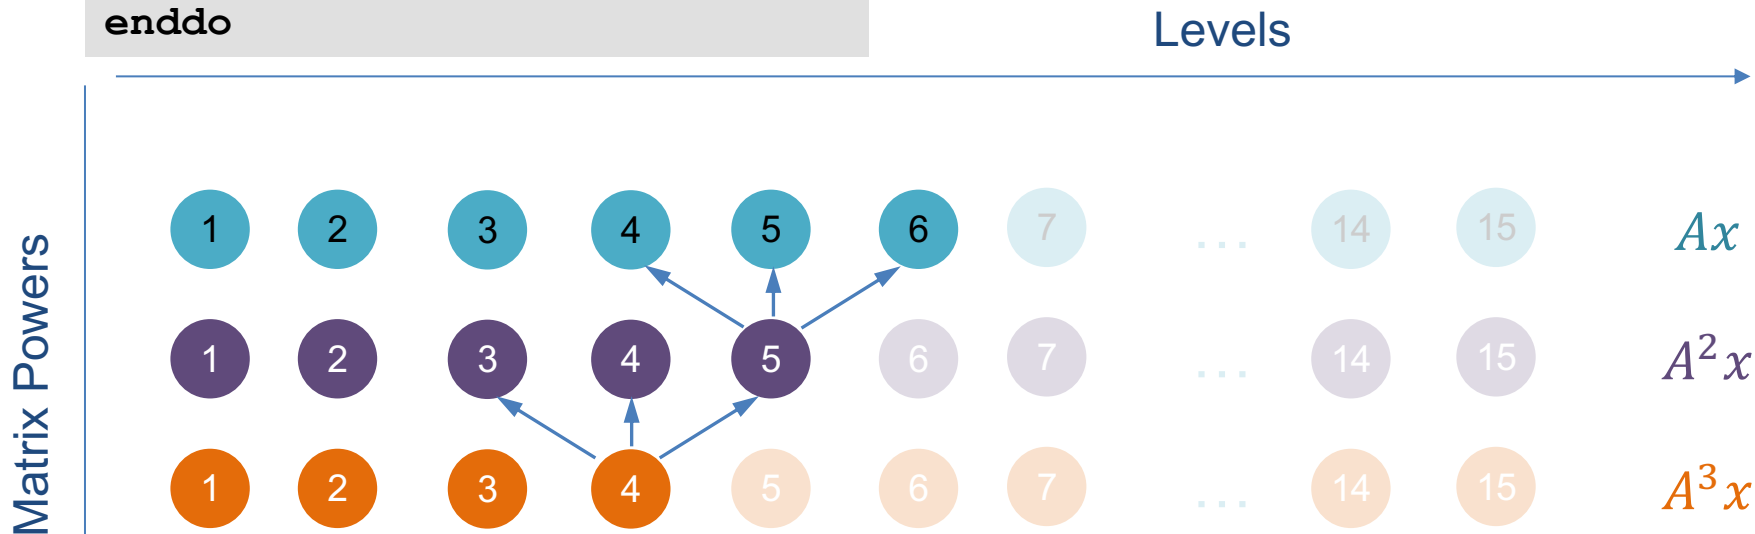 enddo
Levels
Matrix Powers
1 2 3 4 5 6 7 ... 14 15 Ax
1 2 3 4 5 6 7 ... 14 15 A²x
1 2 3 4 5 6 7 ... 14 15 A³x